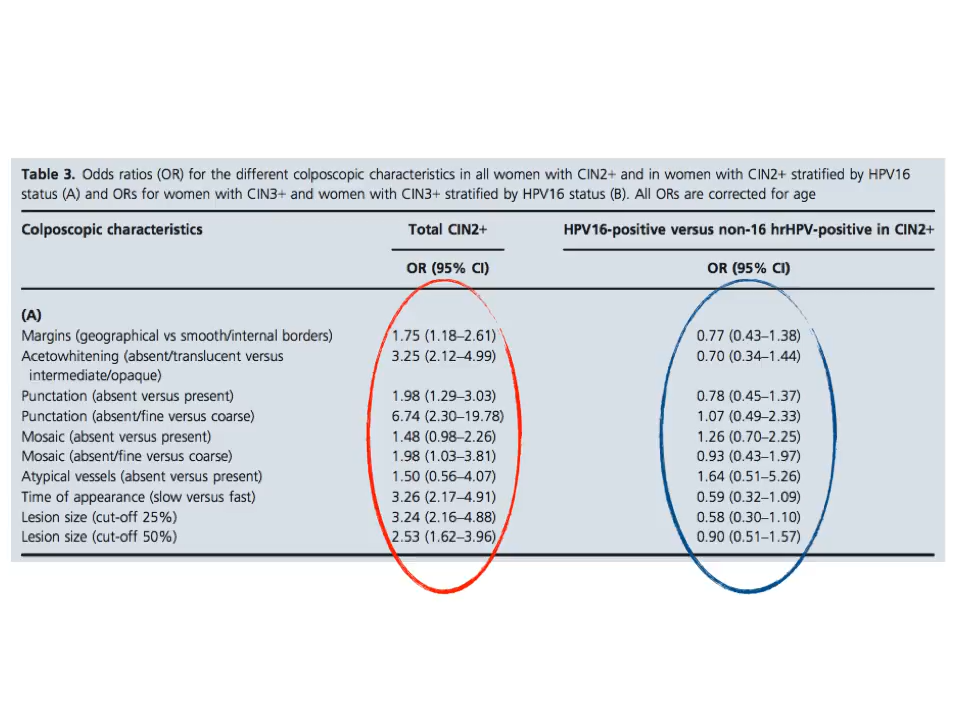 Table 3. Odds ratios (OR) for the different colposcopic characteristics in all women with CIN2+ and in women with CIN2+ stratified by HPV16
status (A) and ORs for women with CIN3+ and women with CIN3+ stratified by HPV16 status (B). All ORs are corrected for age
Colposcopic characteristics Total CIN2+ HPV16-positive versus non-16 hrHPV-positive in CIN2+
OR (95% CI) OR (95% CI)
(A)
Margins (geographical vs smooth/internal borders) 1.75 (1.18–2.61) 0.77 (0.43–1.38)
Acetowhitening (absent/translucent versus 3.25 (2.12–4.99) 0.70 (0.34–1.44)
intermediate/opaque)
Punctation (absent versus present) 1.98 (1.29–3.03) 0.78 (0.45–1.37)
Punctation (absent/fine versus coarse) 6.74 (2.30–19.78) 1.07 (0.49–2.33)
Mosaic (absent versus present) 1.48 (0.98–2.26) 1.26 (0.70–2.25)
Mosaic (absent/fine versus coarse) 1.98 (1.03–3.81) 0.93 (0.43–1.97)
Atypical vessels (absent versus present) 1.50 (0.56–4.07) 1.64 (0.51–5.26)
Time of appearance (slow versus fast) 3.26 (2.17–4.91) 0.59 (0.32–1.09)
Lesion size (cut-off 25%) 3.24 (2.16–4.88) 0.58 (0.30–1.10)
Lesion size (cut-off 50%) 2.53 (1.62–3.96) 0.90 (0.51–1.57)